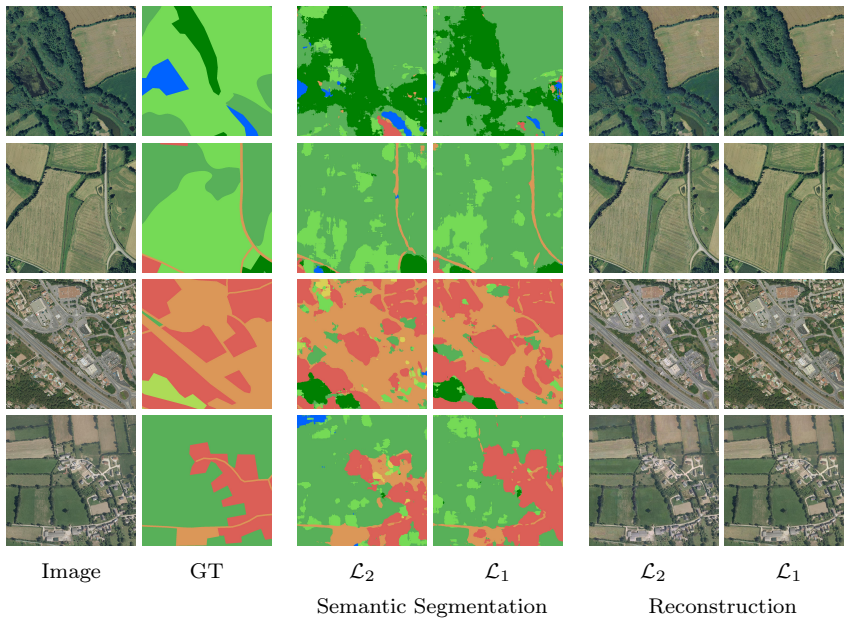 Image GT ℒ₂ ℒ₁ ℒ₂ ℒ₁
Semantic Segmentation Reconstruction